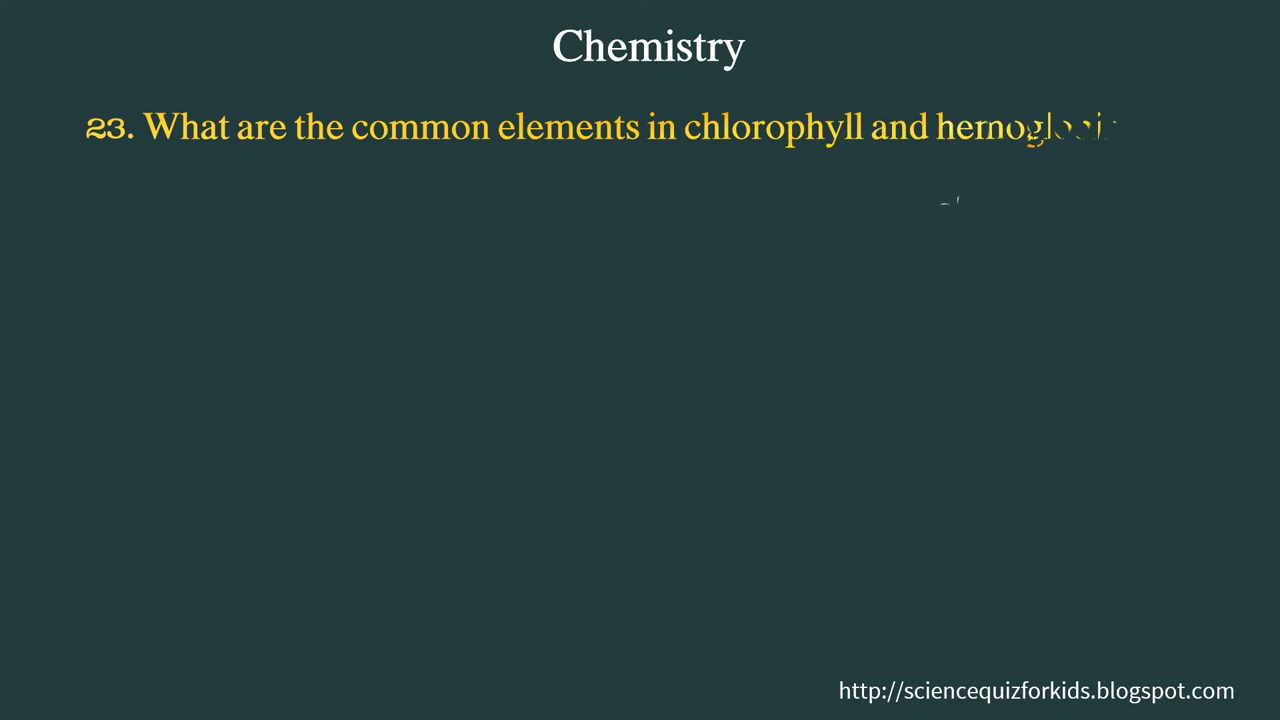 Chemistry
23. What are the common elements in chlorophyll and
http://sciencequizforkids.blogspot.com